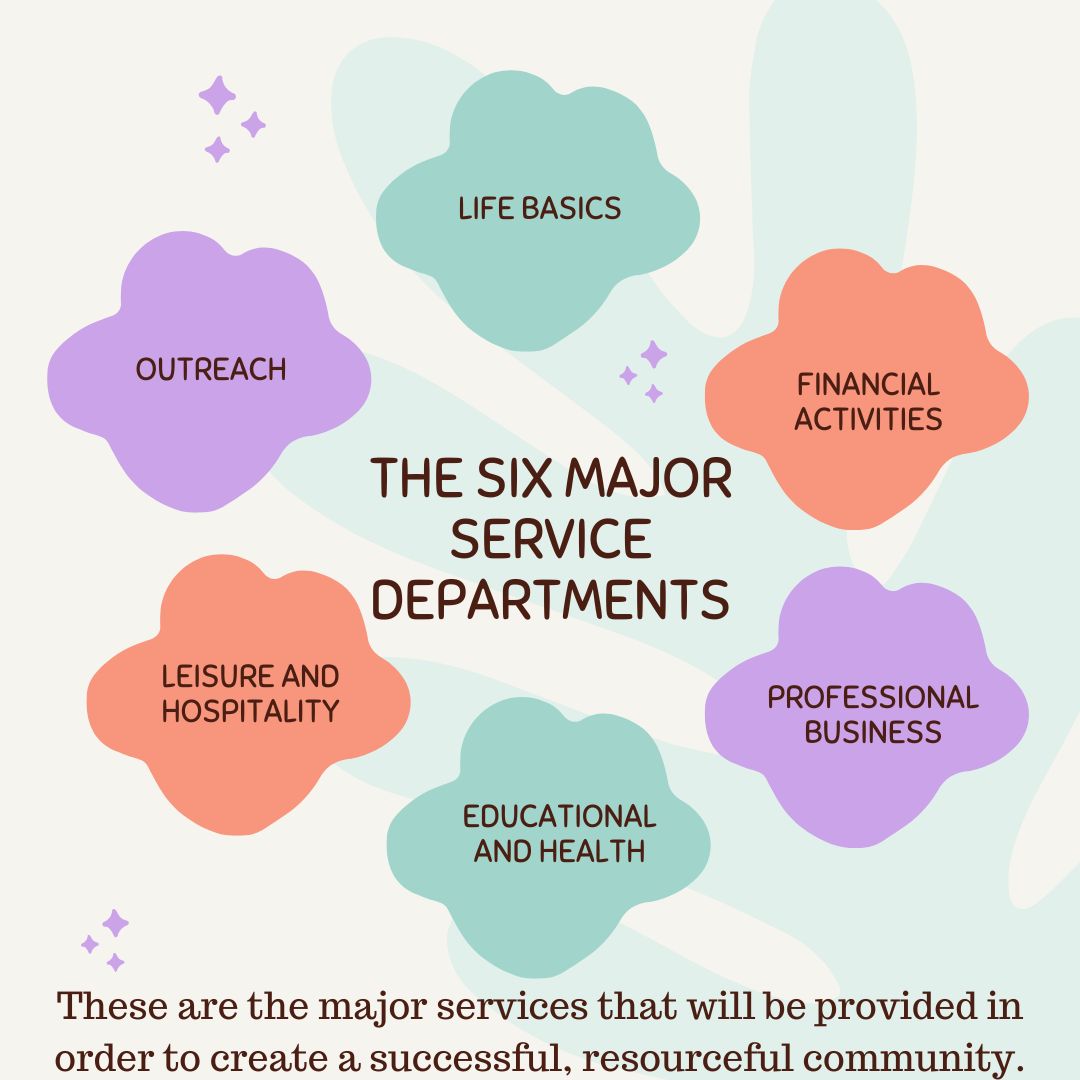 LIFE BASICS
OUTREACH
FINANCIAL
ACTIVITIES
THE SIX MAJOR
SERVICE
DEPARTMENTS
LEISURE AND
HOSPITALITY
PROFESSIONAL
BUSINESS
EDUCATIONAL
AND HEALTH
These are the major services that will be provided in
order to create a successful, resourceful community.